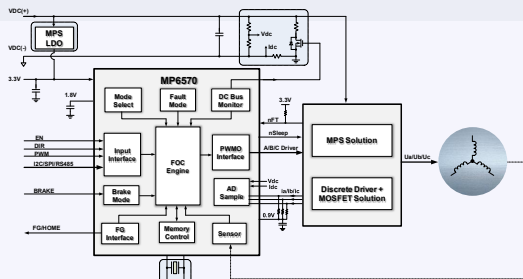 VDC(+)
MPS
LDO
Vdc
Idc
VDC(-)
3.3V
MP6570
1.8V
Mode
Select
Fault
Mode
DC Bus
Monitor
3.3V
nFT
nSleep
MPS Solution
EN
DIR
PWM
I2C/SPI/RS485
Input
Interface
FOC
Engine
PWMO
Interface
A/B/C Driver
Ua/Ub/Uc
Vdc
Idc
BRAKE
Brake
Mode
AD
Sample
Ia/Ib/Ic
Discrete Driver +
MOSFET Solution
0.9V
FG/HOME
FG
Interface
Memory
Control
Sensor